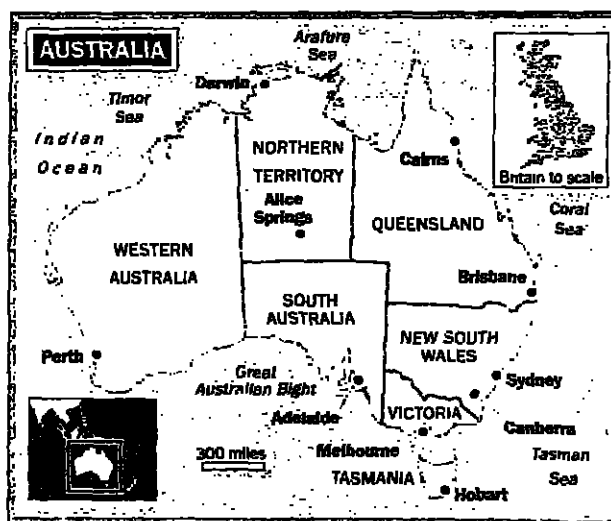 AUSTRALIA
Arafura
Sea
Darwin
Timor
Sea
Indian
Ocean
NORTHERN
TERRITORY
Alice
Springs
Cairns
Britain to scale
Coral
Sea
QUEENSLAND
WESTERN
AUSTRALIA
Brisbane
SOUTH
AUSTRALIA
NEW SOUTH
WALES
Perth
Great
Australian Bight
Sydney
Adelaide
VICTORIA
Canberra
300 miles
Melbourne
TASMANIA
Tasman
Sea
Hobart